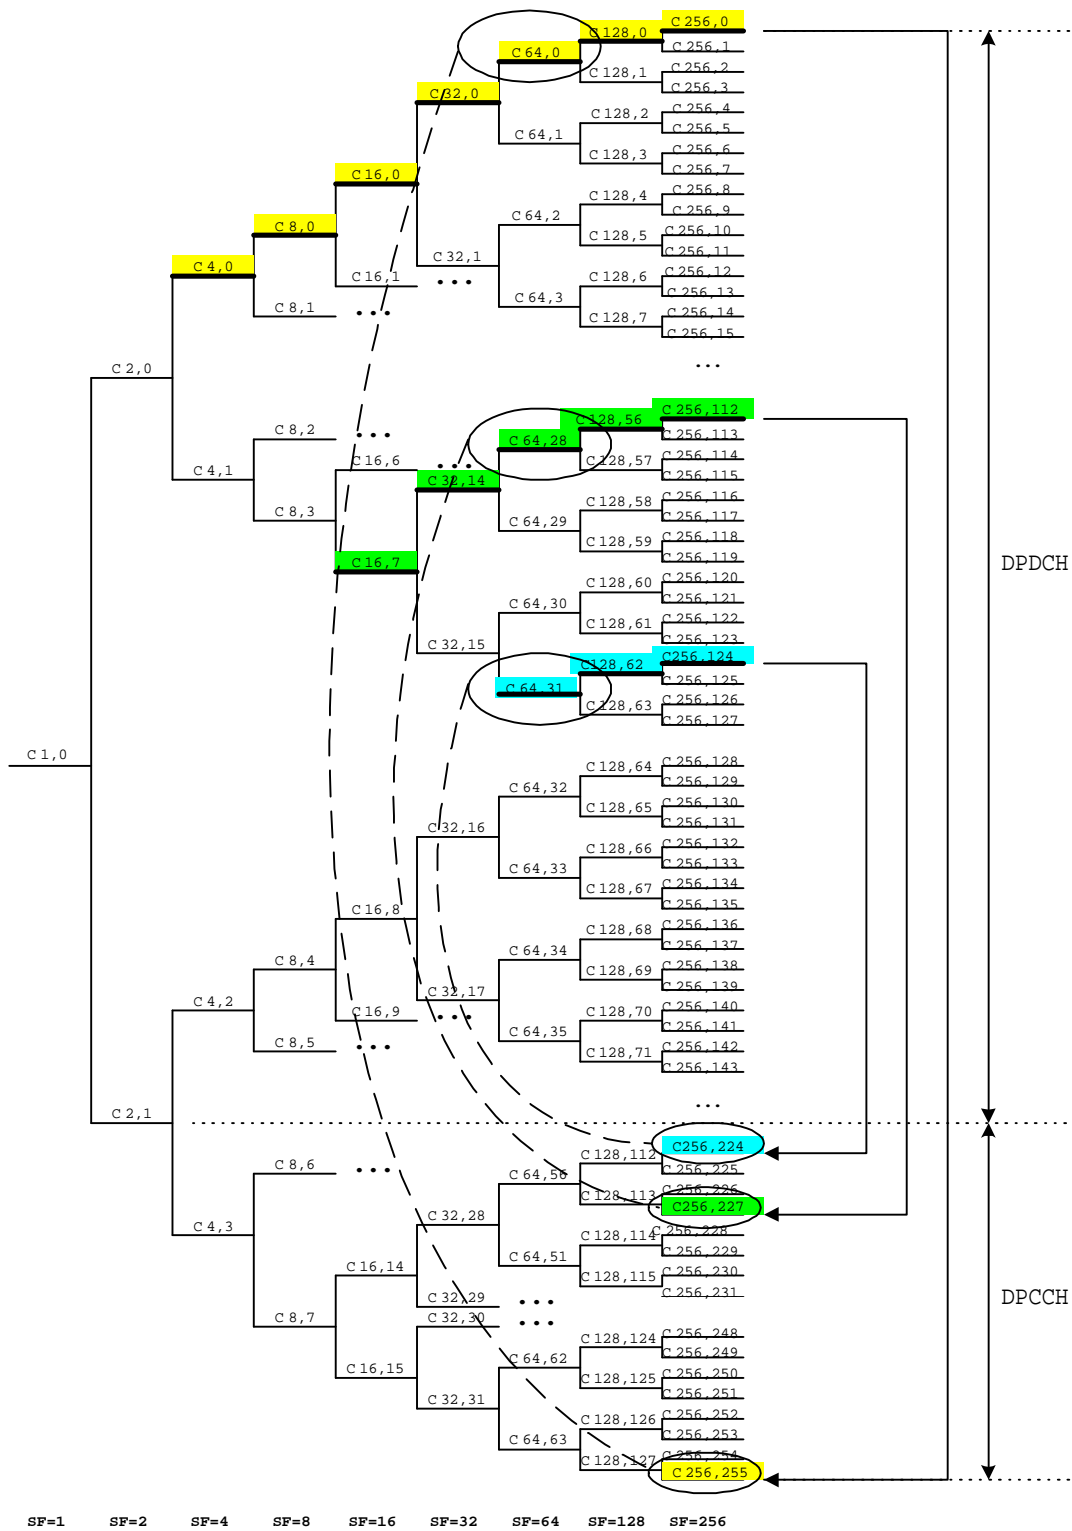 C 256,0
C 128,0
C 256,1
C 64,0
C 256,2
C 128,1
C 256,3
C 32,0
C 256,4
C 128,2
C 256,5
C 64,1
C 256,6
C 128,3
C 256,7
C 16,0
C 256,8
C 128,4
C 256,9
C 64,2
C 8,0
C 256,10
C 128,5
C 256,11
C 32,1
...
C 4,0
C 256,12
C 128,6
C 256,13
C 16,1
C 64,3
C 256,14
C 128,7
C 256,15
C 8,1
...
...
C 2,0
C 256,112
C 128,56
C 256,113
C 8,2
...
C 64,28
C 256,114
C 128,57
C 256,115
C 16,6
...
C 4,1
C 32,14
C 256,116
C 128,58
C 256,117
C 8,3
C 64,29
C 256,118
C 128,59
C 256,119
C 16,7
DPDCH
C 256,120
C 128,60
C 256,121
C 64,30
C 256,122
C 128,61
C 256,123
C 32,15
C 256,124
C 128,62
C 256,125
C 64,31
C 256,126
C 128,63
C 256,127
C 1,0
C 256,128
C 128,64
C 256,129
C 64,32
C 256,130
C 128,65
C 256,131
C 32,16
C 256,132
C 128,66
C 256,133
C 64,33
C 256,134
C 128,67
C 256,135
C 16,8
C 256,136
C 128,68
C 256,137
C 64,34
C 8,4
C 256,138
C 128,69
C 256,139
C 32,17
C 4,2
C 16,9
...
C 256,140
C 128,70
C 256,141
C 64,35
C 8,5
...
C 256,142
C 128,71
C 256,143
...
C 2,1
C256,224
C 128,112
C 256,225
C 8,6
...
C 64,56
C 256,226
C 128,113
C256,227
C 4,3
C 32,28
C 256,228
C 128,114
C 256,229
C 64,51
C 16,14
C 256,230
C 128,115
C 256,231
C 32,29
...
DPCCH
C 8,7
C 32,30
...
C 256,248
C 128,124
C 256,249
C 64,62
C 16,15
C 256,250
C 128,125
C 256,251
C 32,31
C 256,252
C 128,126
C 256,253
C 64,63
C 256,254
C 128,127
C 256,255
SF=1 SF=2 SF=4 SF=8 SF=16 SF=32 SF=64 SF=128 SF=256